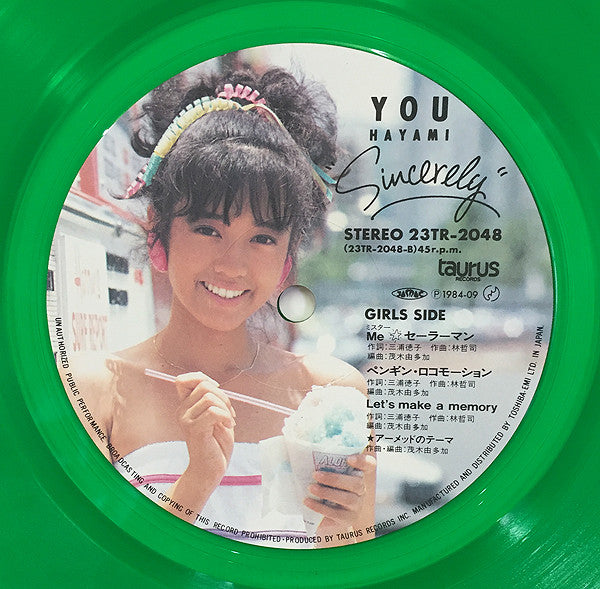 YOU
HAYAMI
Sincerely"
STEREO 23TR-2048
(23TR-2048-B)45r.p.m.
taurus
RECORDS
JASRAC Ⓟ1984-09
GIRLS SIDE
ミスター
Me☆セーラーマン
作詞:三浦徳子 作曲:林哲司
編曲:茂木由多加
ペンギン・ロコモーション
作詞:三浦徳子 作曲:林哲司
編曲:茂木由多加
Let's make a memory
作詞:三浦徳子 作曲:林哲司
編曲:茂木由多加
★アーメッドのテーマ
作曲・編曲:茂木由多加
UNAUTHORIZED PUBLIC PERFORMANCE, BROADCASTING AND COPYING OF THIS RECORD PROHIBITED·PRODUCED BY TAURUS RECORDS INC. MANUFACTURED AND DISTRIBUTED BY TOSHIBA-EMI LTD. IN JAPAN.
VALUE